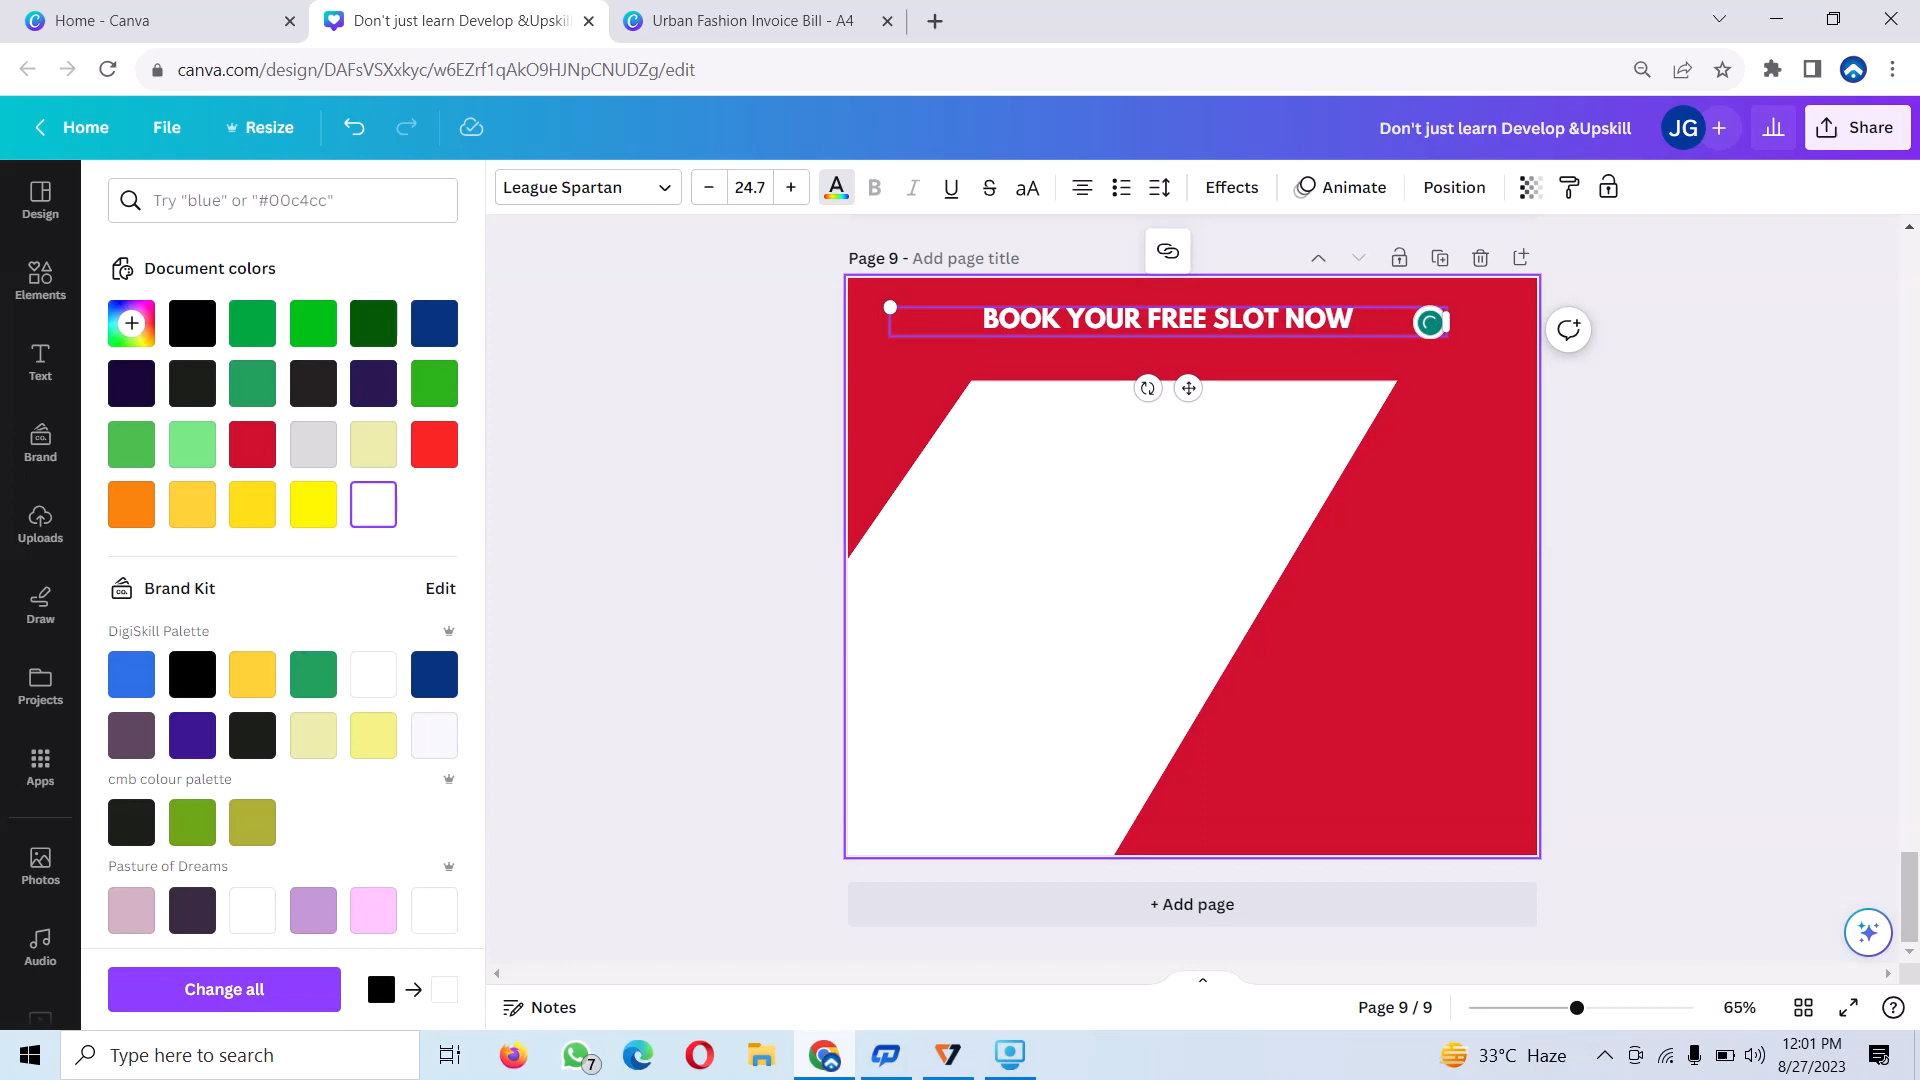 Home - Canva
Don't just learn Develop &Upskil
Urban Fashion Invoice Bill - A4
canva.com/design/DAFsVSXxkyc/w6EZrf1qAkO9HJNpCNUDZg/edit
Home
File
Resize
Don't just learn Develop &Upskill
JG
Share
Design
Elements
Text
Brand
Uploads
Draw
Projects
Apps
Photos
Audio
Try "blue" or "#00c4cc"
League Spartan
24.7
A
B
I
U
S
aA
Effects
Animate
Position
Document colors
Brand Kit
Edit
DigiSkill Palette
cmb colour palette
Pasture of Dreams
Change all
Page 9 - Add page title
BOOK YOUR FREE SLOT NOW
+ Add page
Notes
Page 9 / 9
65%
Type here to search
7
33°C Haze
12:01 PM
8/27/2023